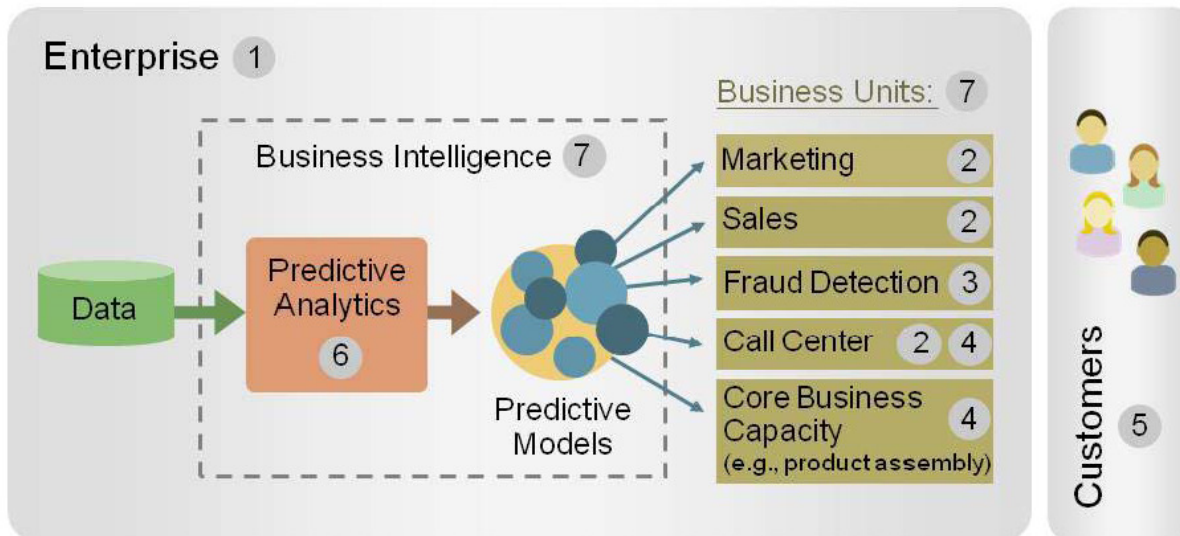 Enterprise 1
Business Units: 7
Business Intelligence 7
Data
Predictive
Analytics
6
Predictive
Models
Marketing 2
Sales 2
Fraud Detection 3
Call Center 2 4
Core Business
Capacity 4
(e.g., product assembly)
Customers 5